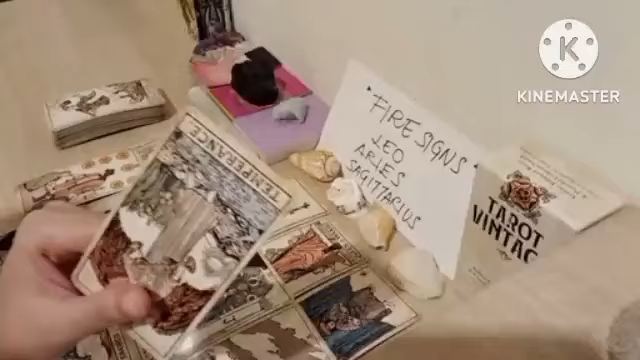 K
KINEMASTER
TEMPERANCE
FIRE SIGNS
LEO
ARIES
SAGITTARIUS
TAROT
VINTAG